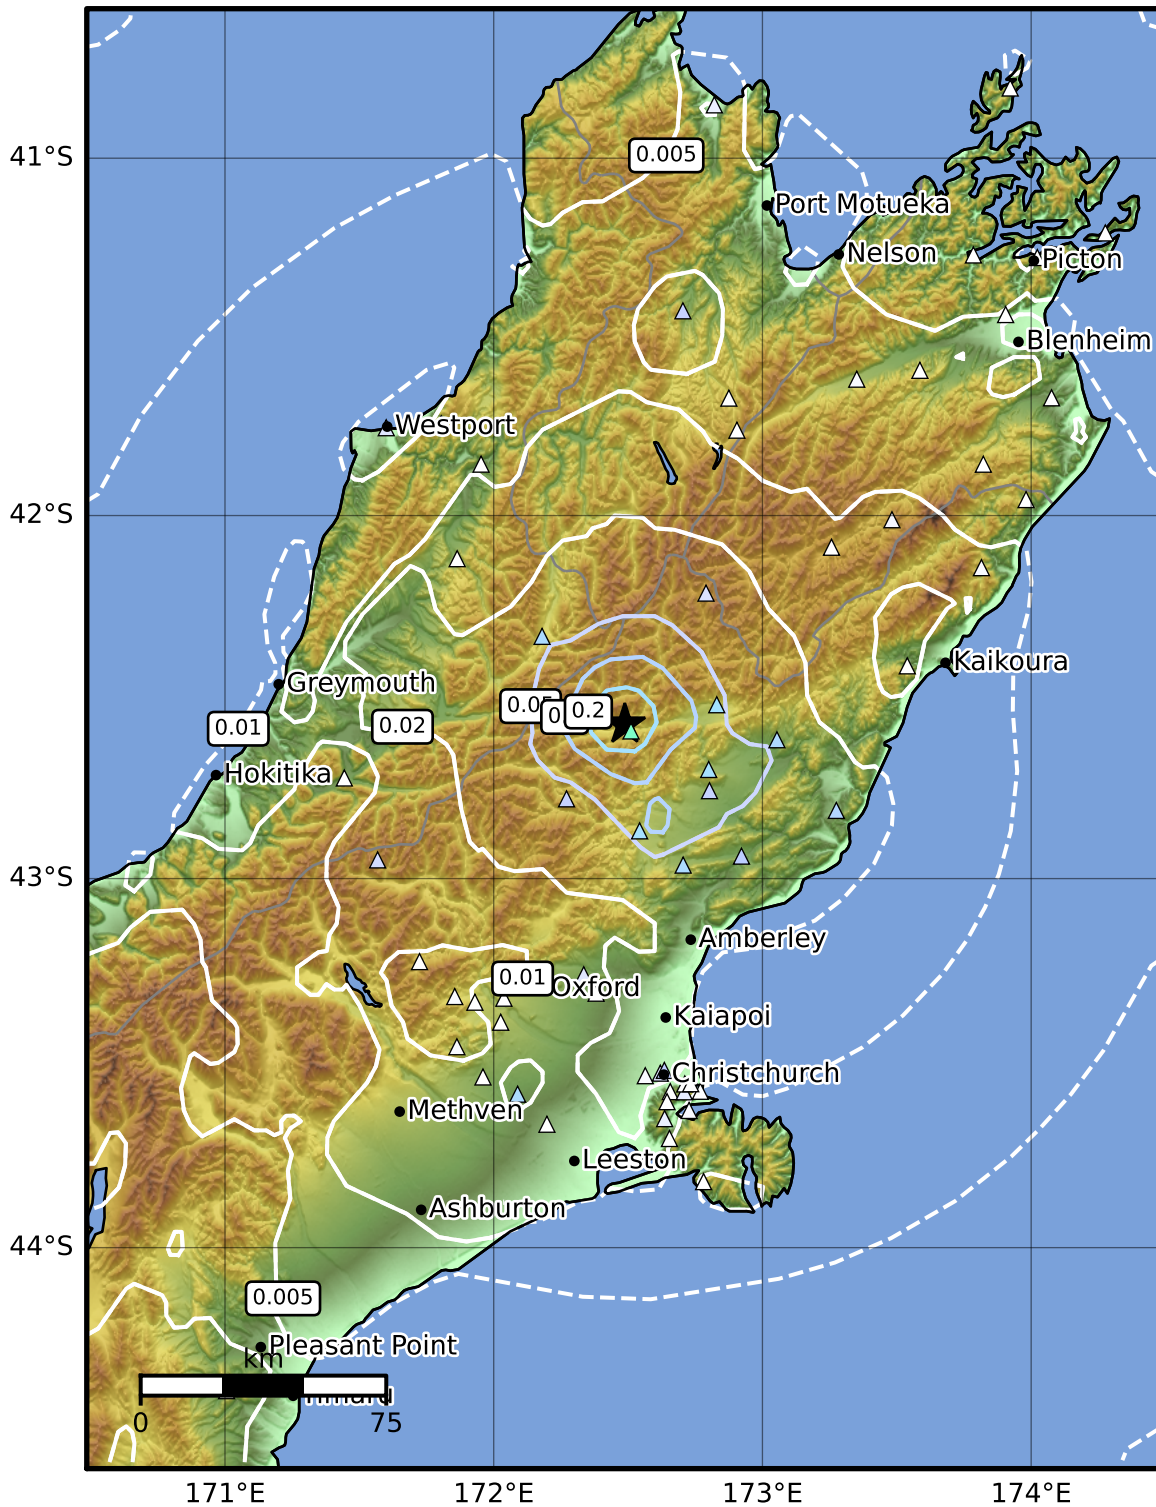 41°S
0.005
Port Motueka
Nelson
Picton
Blenheim
Westport
42°S
Kaikoura
Greymouth
0.2
0.01
0.02
Hokitika
43°S
Amberley
0.01
Oxford
Kaiapoi
Christchurch
Methven
Leeston
Ashburton
44°S
0.005
Pleasant Point
km
0
75
171°E
172°E
173°E
174°E